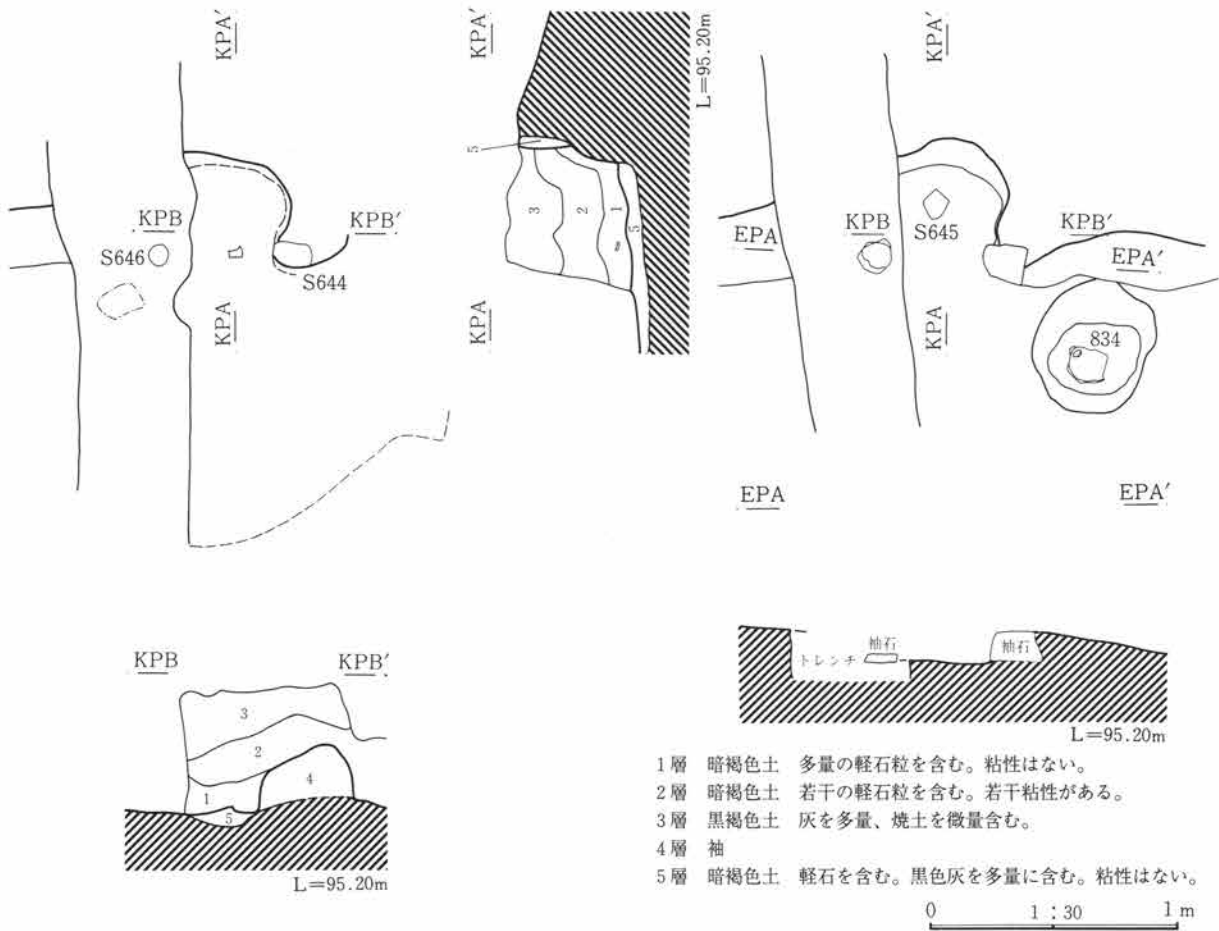 KPA′
KPB
KPB′
S646
S644
KPA
KPA′
L=95.20m
5
3
2
1
5
KPA
KPA′
EPA
KPB
S645
KPB′
EPA′
KPA
834
EPA
EPA′
袖石
トレンチ
袖石
L=95.20m
KPB
KPB′
3
2
1
4
5
L=95.20m
1層 暗褐色土 多量の軽石粒を含む。粘性はない。
2層 暗褐色土 若干の軽石粒を含む。若干粘性がある。
3層 黒褐色土 灰を多量、焼土を微量含む。
4層 袖
5層 暗褐色土 軽石を含む。黒色灰を多量に含む。粘性はない。
0 1:30 1m